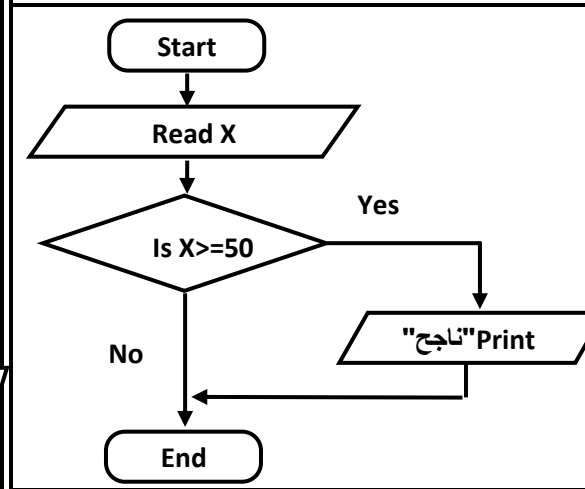 Start
Read X
Is X>=50
Yes
"ناجح"Print
No
End